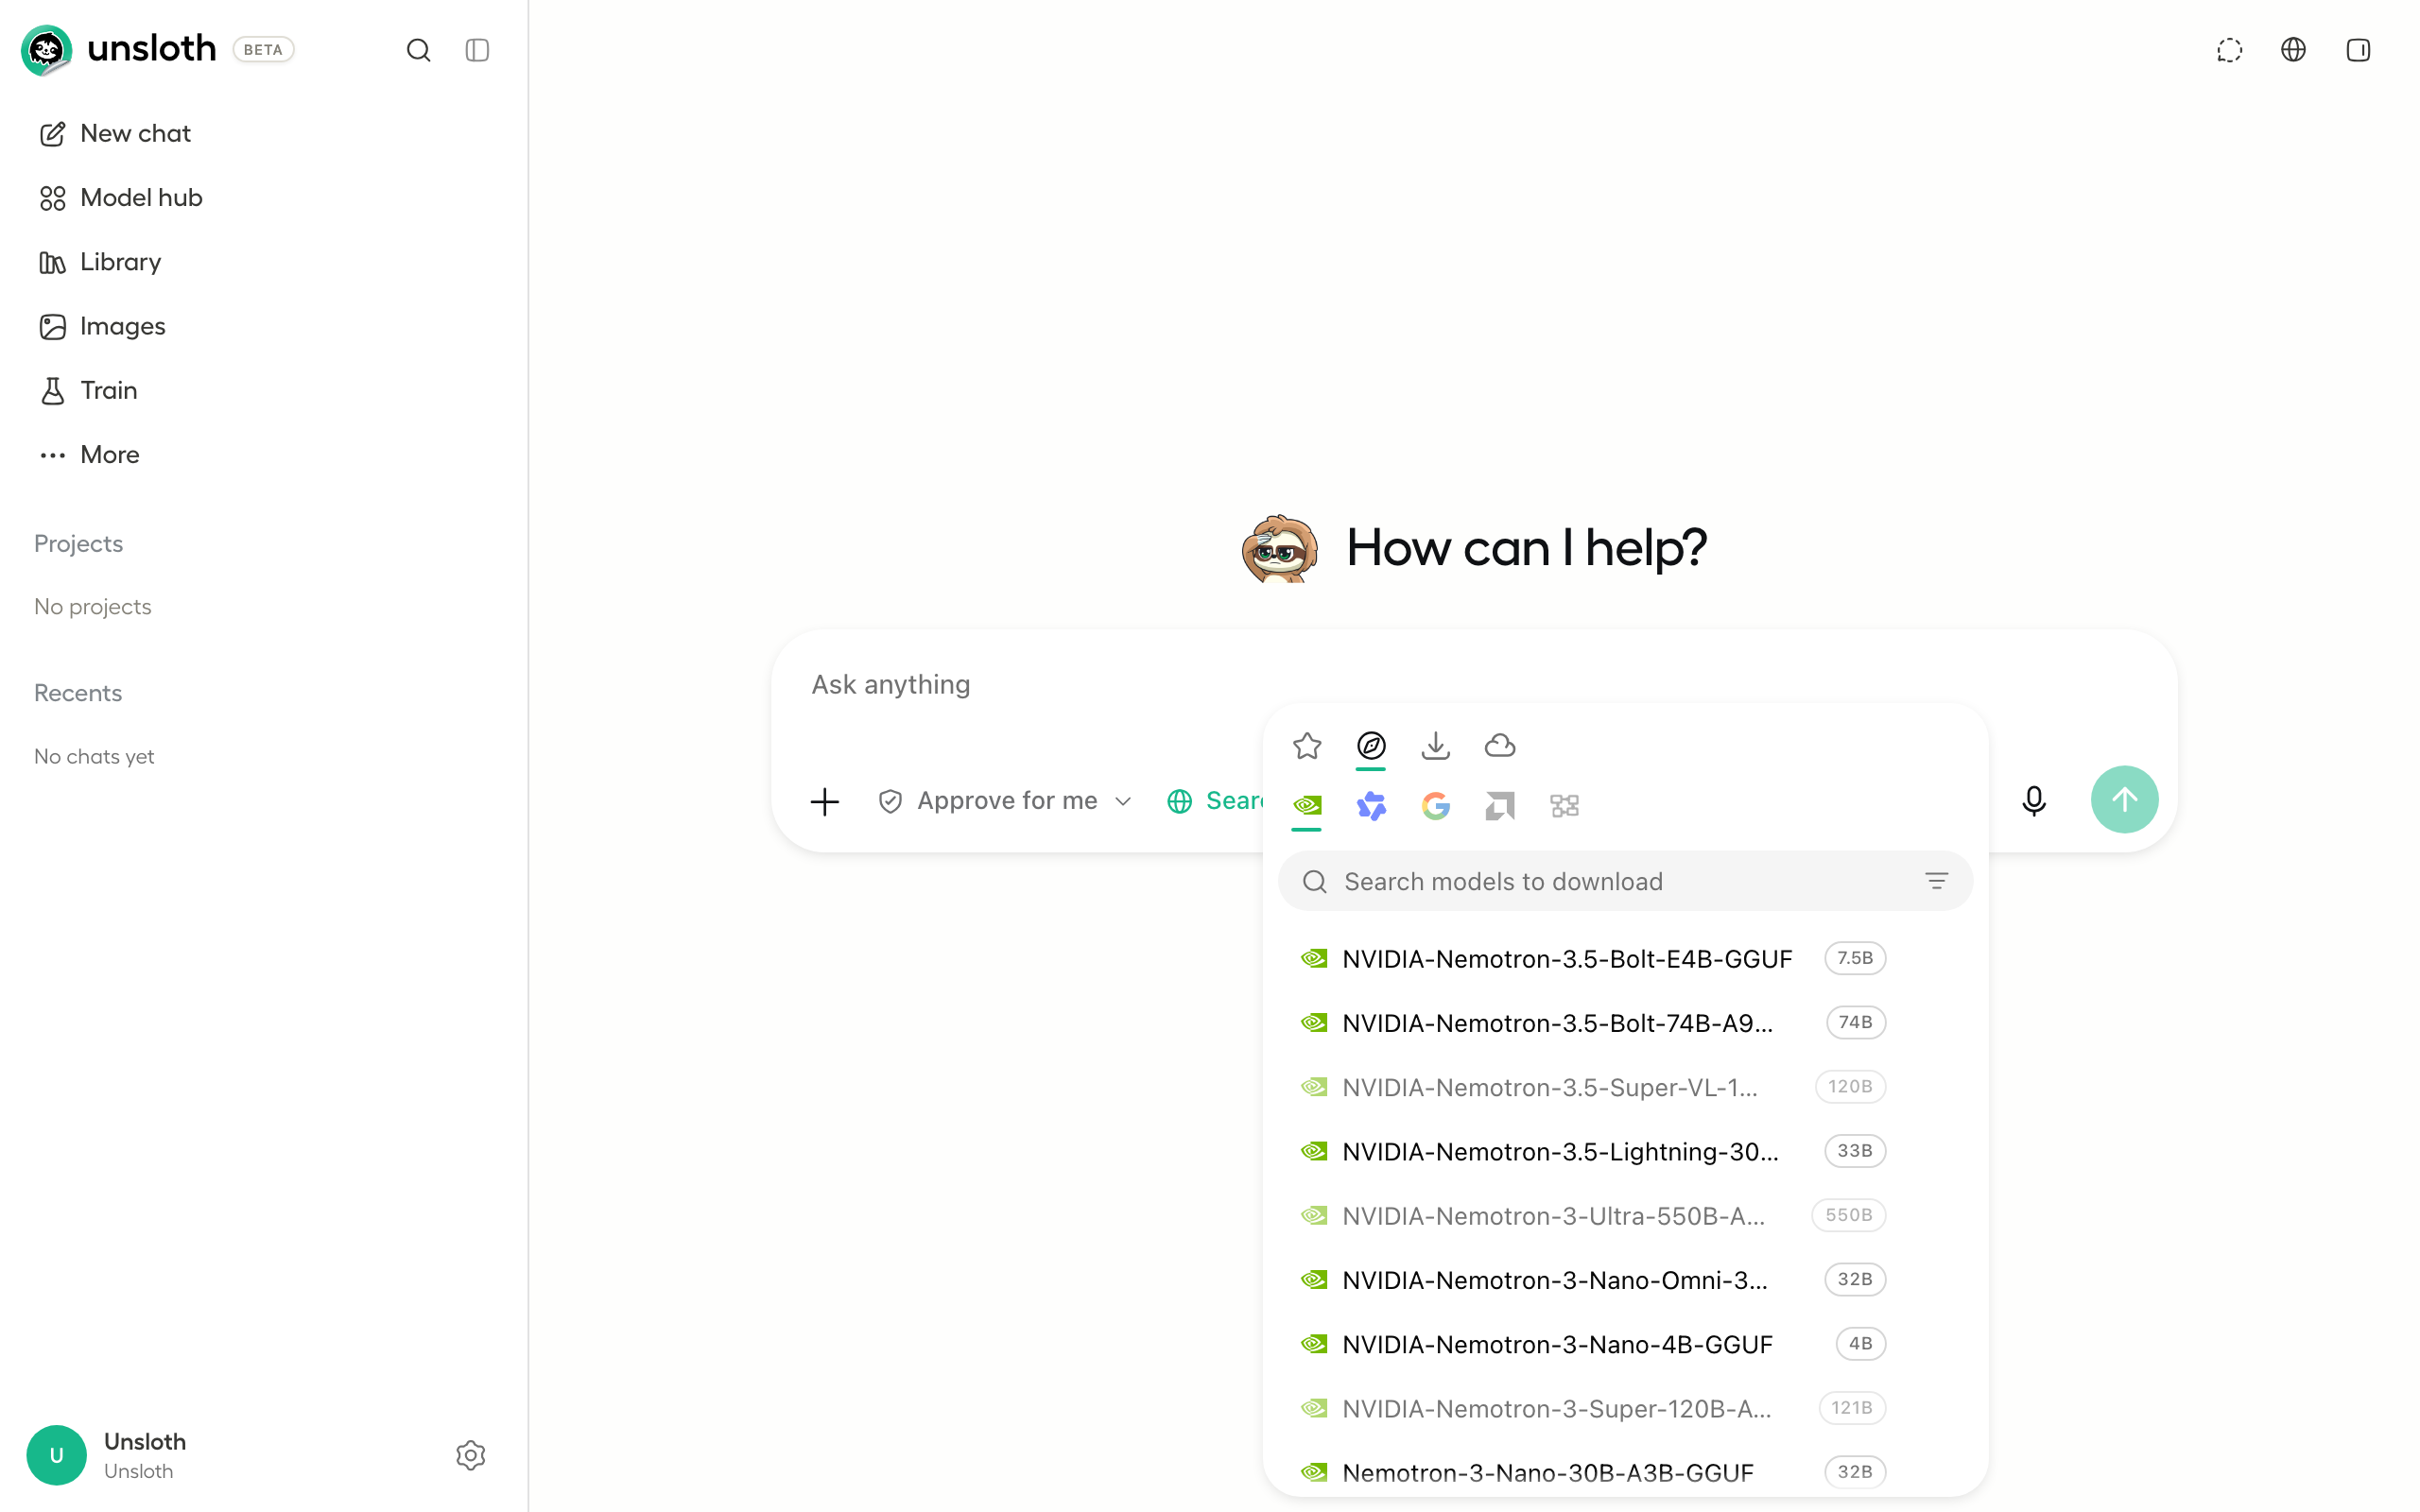 unsloth BETA
New chat
Model hub
Library
Images
Train
More
Projects
No projects
Recents
No chats yet
U
Unsloth
Unsloth
How can I help?
Ask anything
Approve for me
Sear
Search models to download
NVIDIA-Nemotron-3.5-Bolt-E4B-GGUF 7.5B
NVIDIA-Nemotron-3.5-Bolt-74B-A9... 74B
NVIDIA-Nemotron-3.5-Super-VL-1... 120B
NVIDIA-Nemotron-3.5-Lightning-30... 33B
NVIDIA-Nemotron-3-Ultra-550B-A... 550B
NVIDIA-Nemotron-3-Nano-Omni-3... 32B
NVIDIA-Nemotron-3-Nano-4B-GGUF 4B
NVIDIA-Nemotron-3-Super-120B-A... 121B
Nemotron-3-Nano-30B-A3B-GGUF 32B